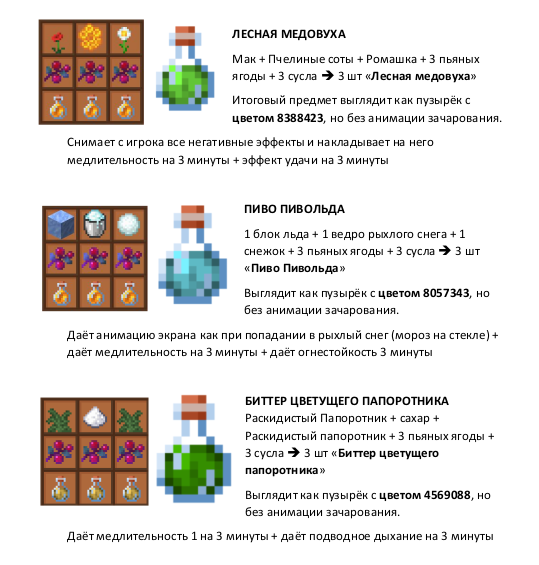 ЛЕСНАЯ МЕДОВУХА
Мак + Пчелиные соты + Ромашка + 3 пьяных
ягоды + 3 сусла 🡺 3 шт «Лесная медовуха»
Итоговый предмет выглядит как пузырёк с
цветом 8388423, но без анимации зачарования.
Снимает с игрока все негативные эффекты и накладывает на него
медлительность на 3 минуты + эффект удачи на 3 минуты
ПИВО ПИВОЛЬДА
1 блок льда + 1 ведро рыхлого снега + 1
снежок + 3 пьяных ягоды + 3 сусла 🡺 3 шт
«Пиво Пивольда»
Выглядит как пузырёк с цветом 8057343, но
без анимации зачарования.
Даёт анимацию экрана как при попадании в рыхлый снег (мороз на стекле) +
даёт медлительность на 3 минуты + даёт огнестойкость 3 минуты
БИТТЕР ЦВЕТУЩЕГО ПАПОРОТНИКА
Раскидистый Папоротник + сахар +
Раскидистый папоротник + 3 пьяных ягоды +
3 сусла 🡺 3 шт «Биттер цветущего
папоротника»
Выглядит как пузырёк с цветом 4569088, но
без анимации зачарования.
Даёт медлительность 1 на 3 минуты + даёт подводное дыхание на 3 минуты